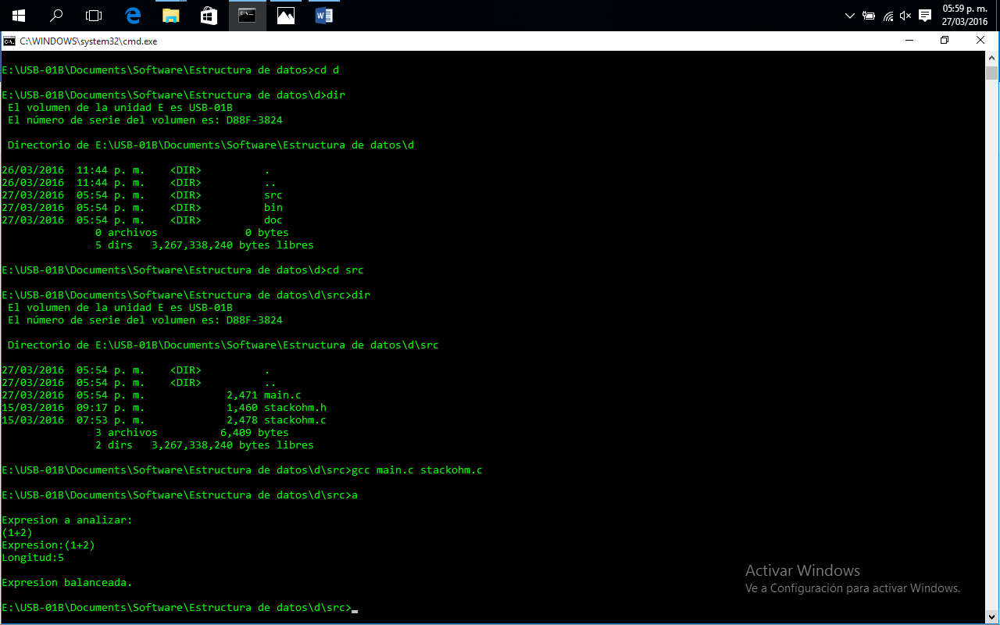 05:59 p. m.
27/03/2016
C:\WINDOWS\system32\cmd.exe
E:\USB-01B\Documents\Software\Estructura de datos>cd d
E:\USB-01B\Documents\Software\Estructura de datos\d>dir
 El volumen de la unidad E es USB-01B
 El número de serie del volumen es: D88F-3824
 Directorio de E:\USB-01B\Documents\Software\Estructura de datos\d
26/03/2016  11:44 p. m.    <DIR>          .
26/03/2016  11:44 p. m.    <DIR>          ..
27/03/2016  05:54 p. m.    <DIR>          src
27/03/2016  05:54 p. m.    <DIR>          bin
27/03/2016  05:54 p. m.    <DIR>          doc
               0 archivos              0 bytes
               5 dirs   3,267,338,240 bytes libres
E:\USB-01B\Documents\Software\Estructura de datos\d>cd src
E:\USB-01B\Documents\Software\Estructura de datos\d\src>dir
 El volumen de la unidad E es USB-01B
 El número de serie del volumen es: D88F-3824
 Directorio de E:\USB-01B\Documents\Software\Estructura de datos\d\src
27/03/2016  05:54 p. m.    <DIR>          .
27/03/2016  05:54 p. m.    <DIR>          ..
27/03/2016  05:54 p. m.             2,471 main.c
15/03/2016  09:17 p. m.             1,460 stackohm.h
15/03/2016  07:53 p. m.             2,478 stackohm.c
               3 archivos          6,409 bytes
               2 dirs   3,267,338,240 bytes libres
E:\USB-01B\Documents\Software\Estructura de datos\d\src>gcc main.c stackohm.c
E:\USB-01B\Documents\Software\Estructura de datos\d\src>a
Expresion a analizar:
(1+2)
Expresion:(1+2)
Longitud:5
Expresion balanceada.
E:\USB-01B\Documents\Software\Estructura de datos\d\src>
Activar Windows
Ve a Configuración para activar Windows.